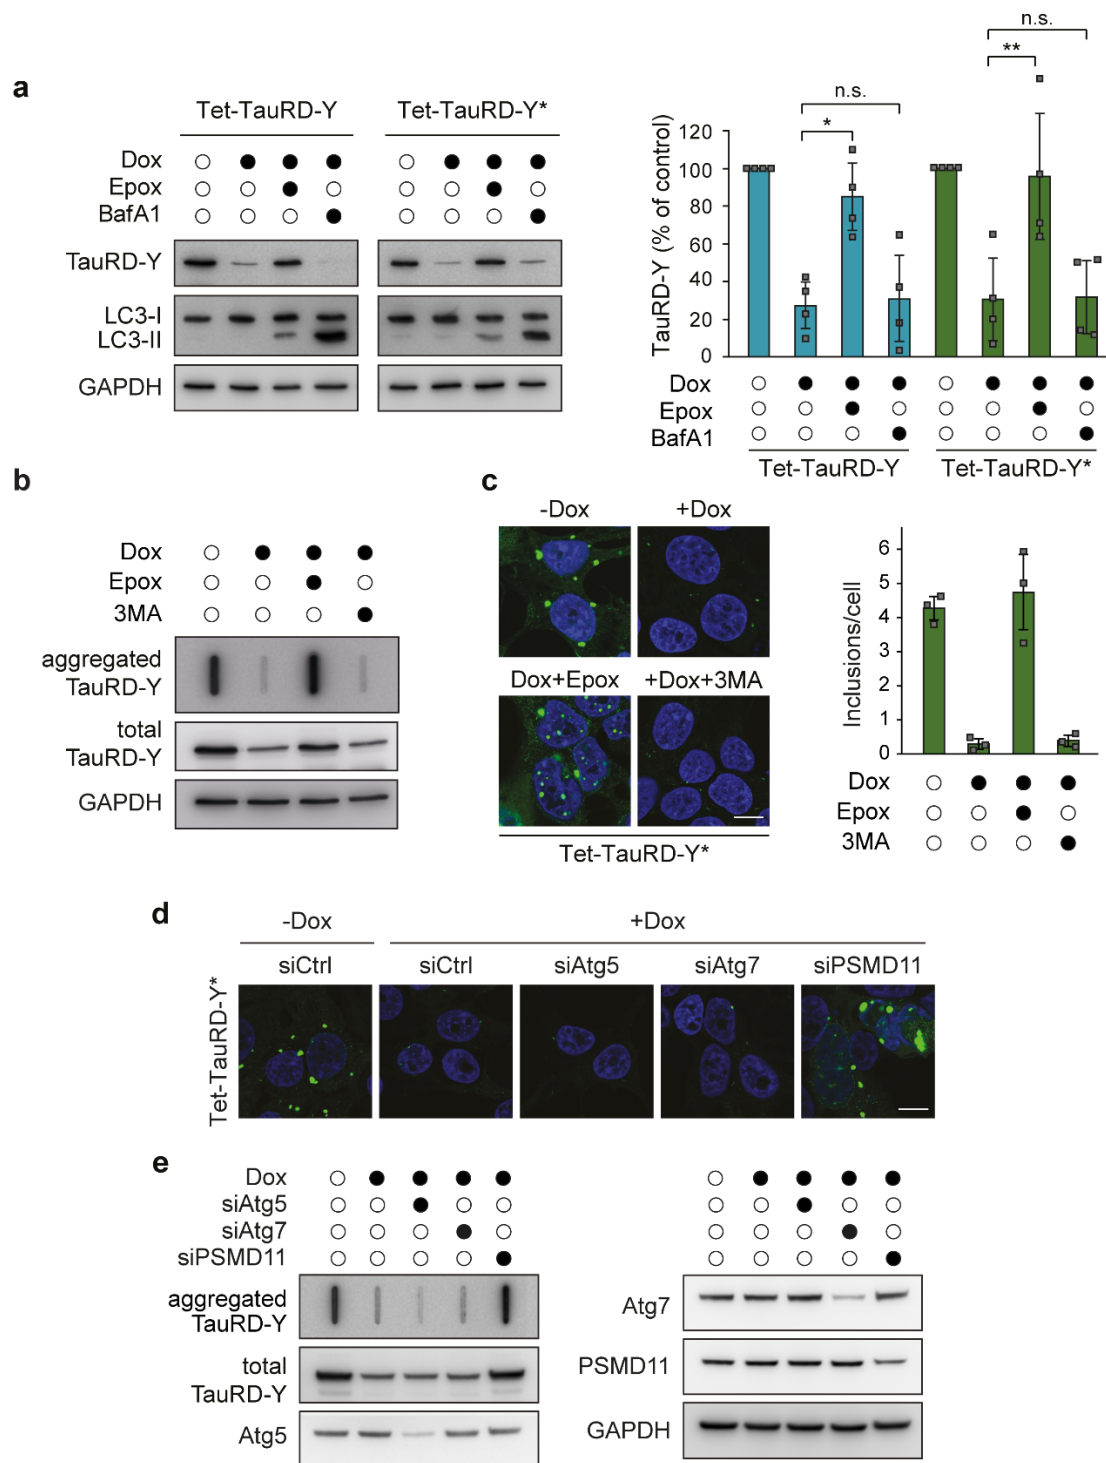 a
Tet-TauRD-Y Tet-TauRD-Y*
Dox
Epox
BafA1
TauRD-Y
LC3-I
LC3-II
GAPDH
n.s.
**
n.s.
*
TauRD-Y (% of control)
120
100
80
60
40
20
0
Dox
Epox
BafA1
Tet-TauRD-Y Tet-TauRD-Y*
b
Dox
Epox
3MA
aggregated
TauRD-Y
total
TauRD-Y
GAPDH
c
-Dox +Dox
Dox+Epox +Dox+3MA
Tet-TauRD-Y*
Inclusions/cell
6
5
4
3
2
1
0
Dox
Epox
3MA
d
-Dox +Dox
siCtrl siCtrl siAtg5 siAtg7 siPSMD11
Tet-TauRD-Y*
e
Dox
siAtg5
siAtg7
siPSMD11
aggregated
TauRD-Y
total
TauRD-Y
Atg5
Atg7
PSMD11
GAPDH